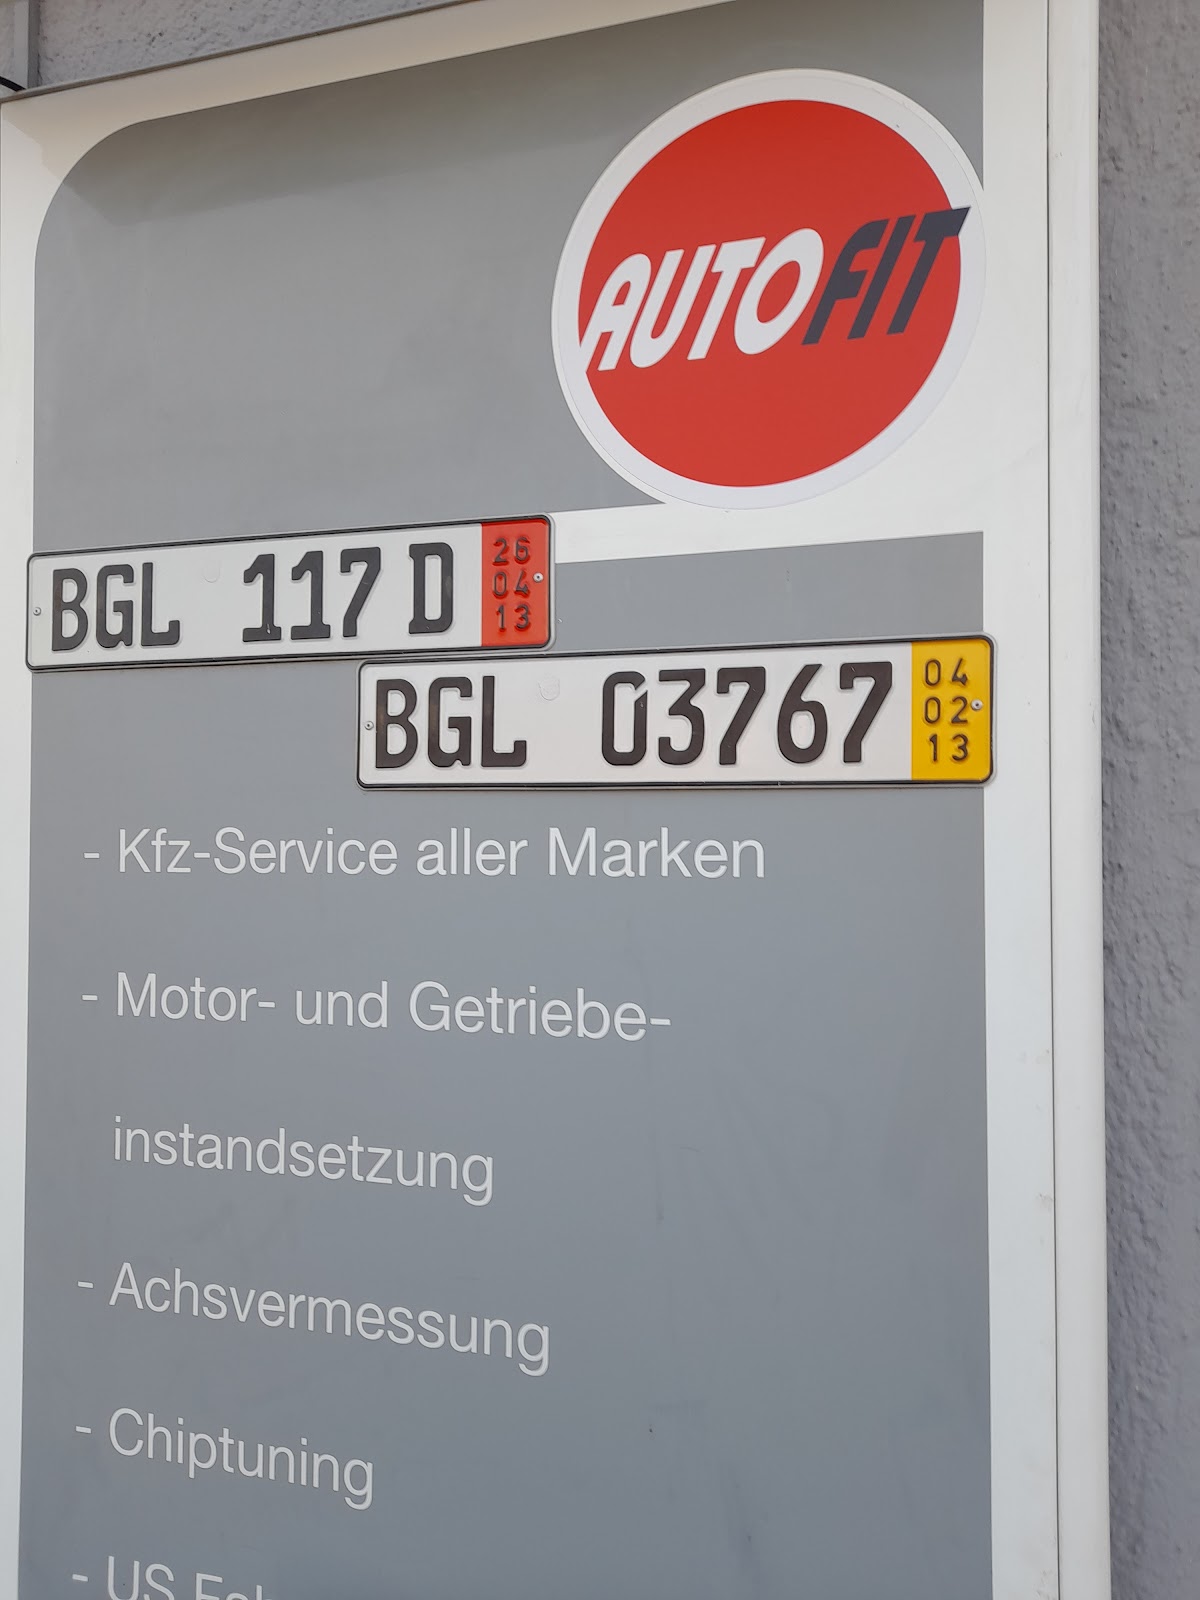 AUTOFIT
BGL 117 D
26
04
13
BGL 03767
04
02
13
- Kfz-Service aller Marken
- Motor- und Getriebe-
instandsetzung
- Achsvermessung
- Chiptuning
- US